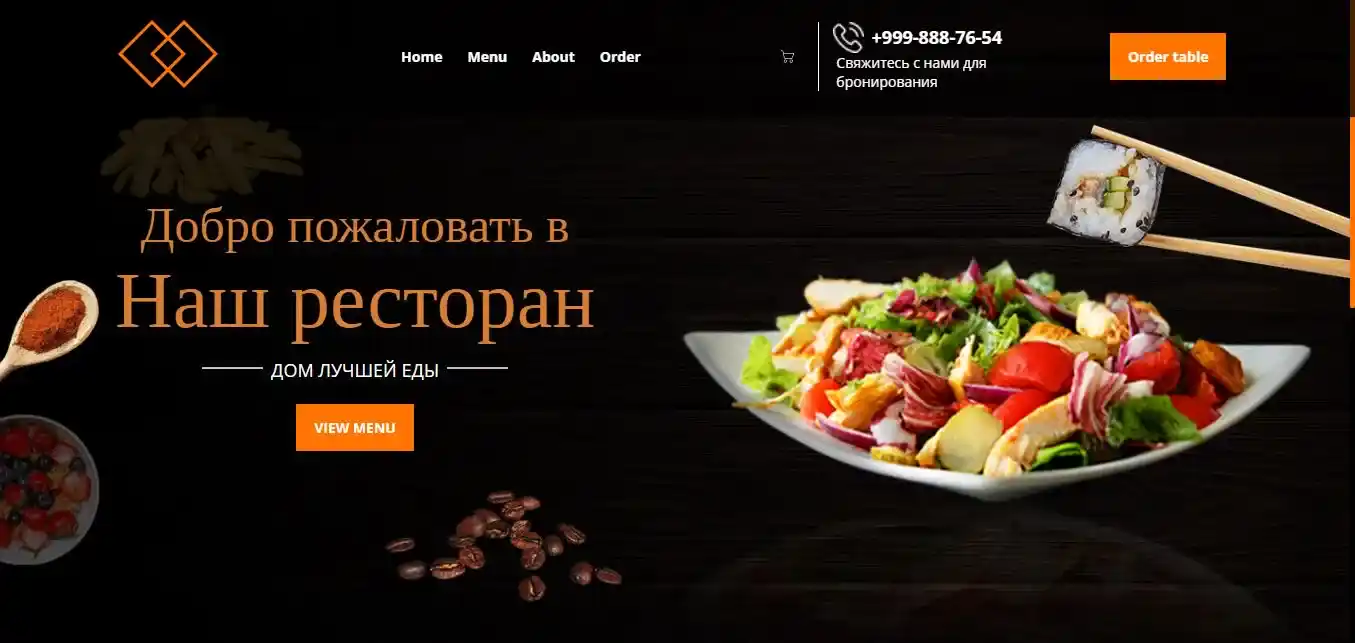 Home Menu About Order
+999-888-76-54
Свяжитесь с нами для
бронирования
Order table
Добро пожаловать в
Наш ресторан
ДОМ ЛУЧШЕЙ ЕДЫ
VIEW MENU